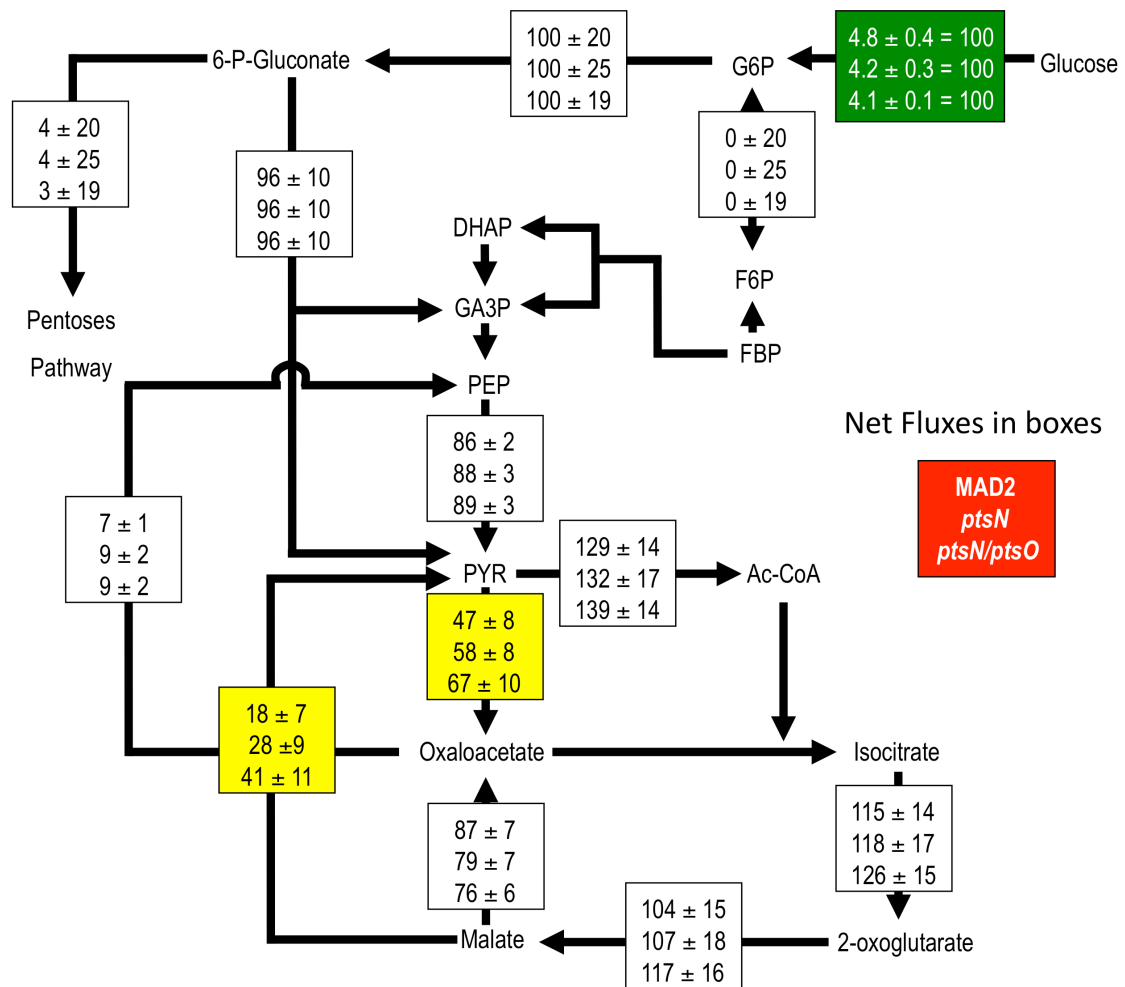 6-P-Gluconate
100 ± 20
100 ± 25
100 ± 19
G6P
4.8 ± 0.4 = 100
4.2 ± 0.3 = 100
4.1 ± 0.1 = 100
Glucose
4 ± 20
4 ± 25
3 ± 19
96 ± 10
96 ± 10
96 ± 10
0 ± 20
0 ± 25
0 ± 19
DHAP
F6P
GA3P
Pentoses
Pathway
FBP
PEP
Net Fluxes in boxes
86 ± 2
88 ± 3
89 ± 3
MAD2
ptsN
ptsN/ptsO
7 ± 1
9 ± 2
9 ± 2
PYR
129 ± 14
132 ± 17
139 ± 14
Ac-CoA
47 ± 8
58 ± 8
67 ± 10
18 ± 7
28 ±9
41 ± 11
Oxaloacetate
Isocitrate
87 ± 7
79 ± 7
76 ± 6
115 ± 14
118 ± 17
126 ± 15
Malate
104 ± 15
107 ± 18
117 ± 16
2-oxoglutarate